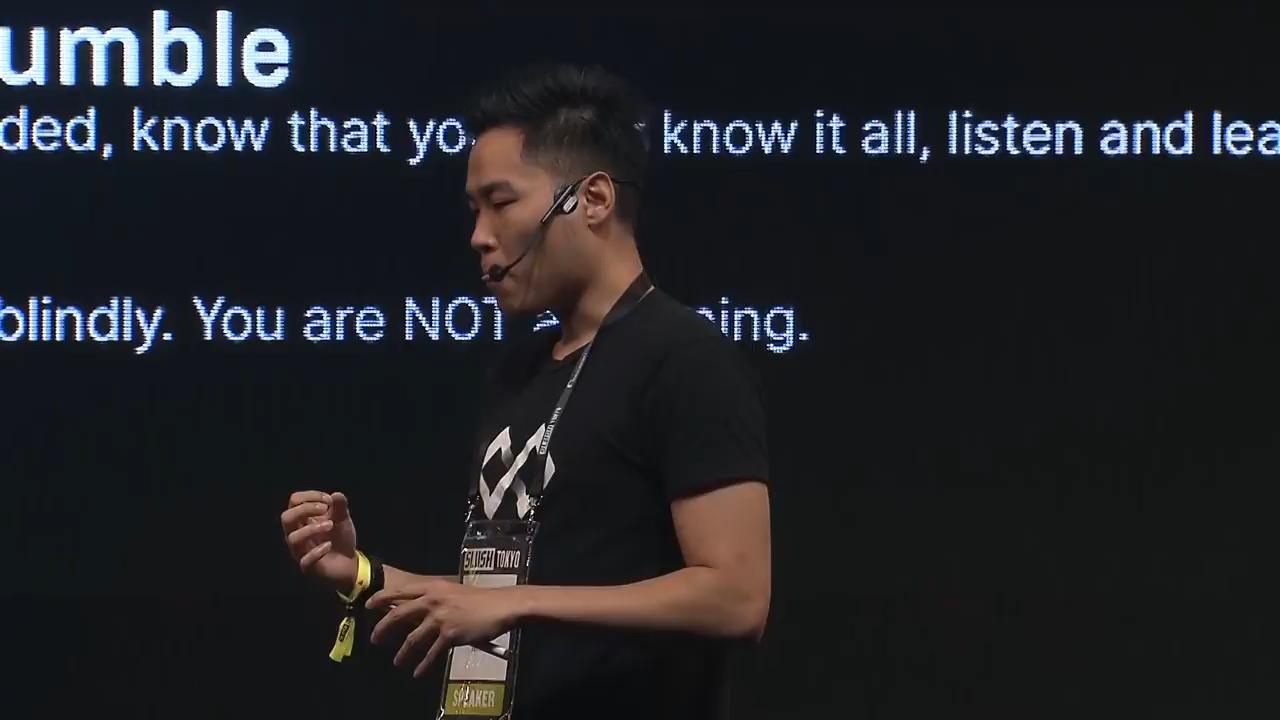 umble
ded, know that yo know it all, listen and lea
blindly. You are NOT ing.
SLUSH TOKYO
SPEAKER